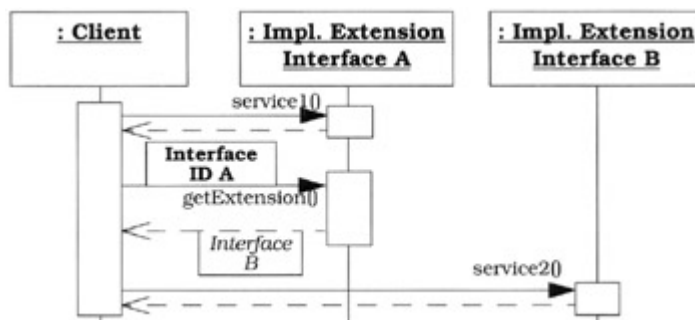 : Client
: Impl. Extension
Interface A
: Impl. Extension
Interface B
service1()
Interface
ID A
getExtension()
Interface
B
service2()